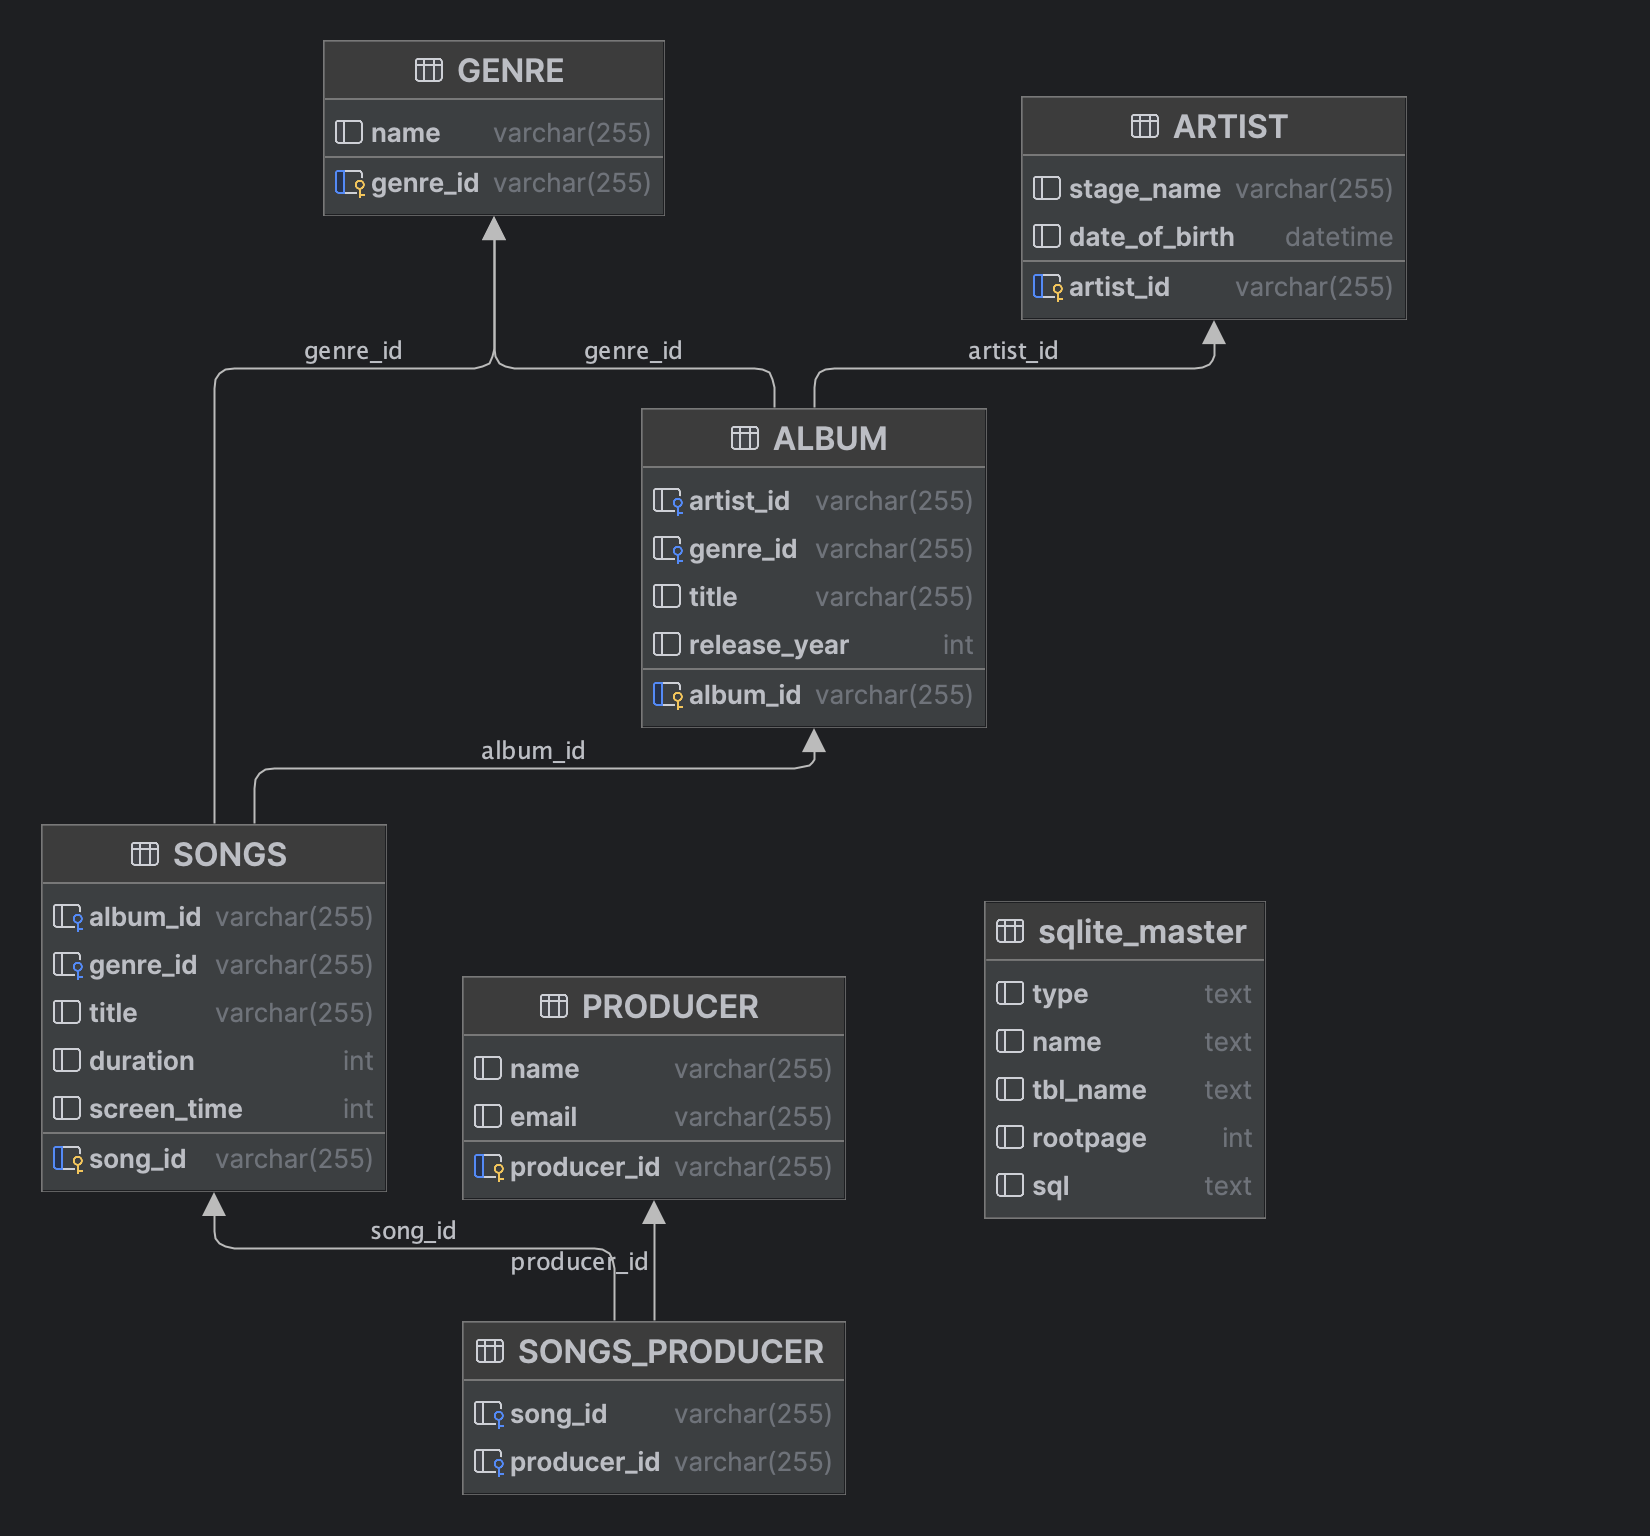 GENRE
name varchar(255)
genre_id varchar(255)
ARTIST
stage_name varchar(255)
date_of_birth datetime
artist_id varchar(255)
genre_id
genre_id
artist_id
ALBUM
artist_id varchar(255)
genre_id varchar(255)
title varchar(255)
release_year int
album_id varchar(255)
album_id
SONGS
album_id varchar(255)
genre_id varchar(255)
title varchar(255)
duration int
screen_time int
song_id varchar(255)
PRODUCER
name varchar(255)
email varchar(255)
producer_id varchar(255)
sqlite_master
type text
name text
tbl_name text
rootpage int
sql text
song_id
producer_id
SONGS_PRODUCER
song_id varchar(255)
producer_id varchar(255)